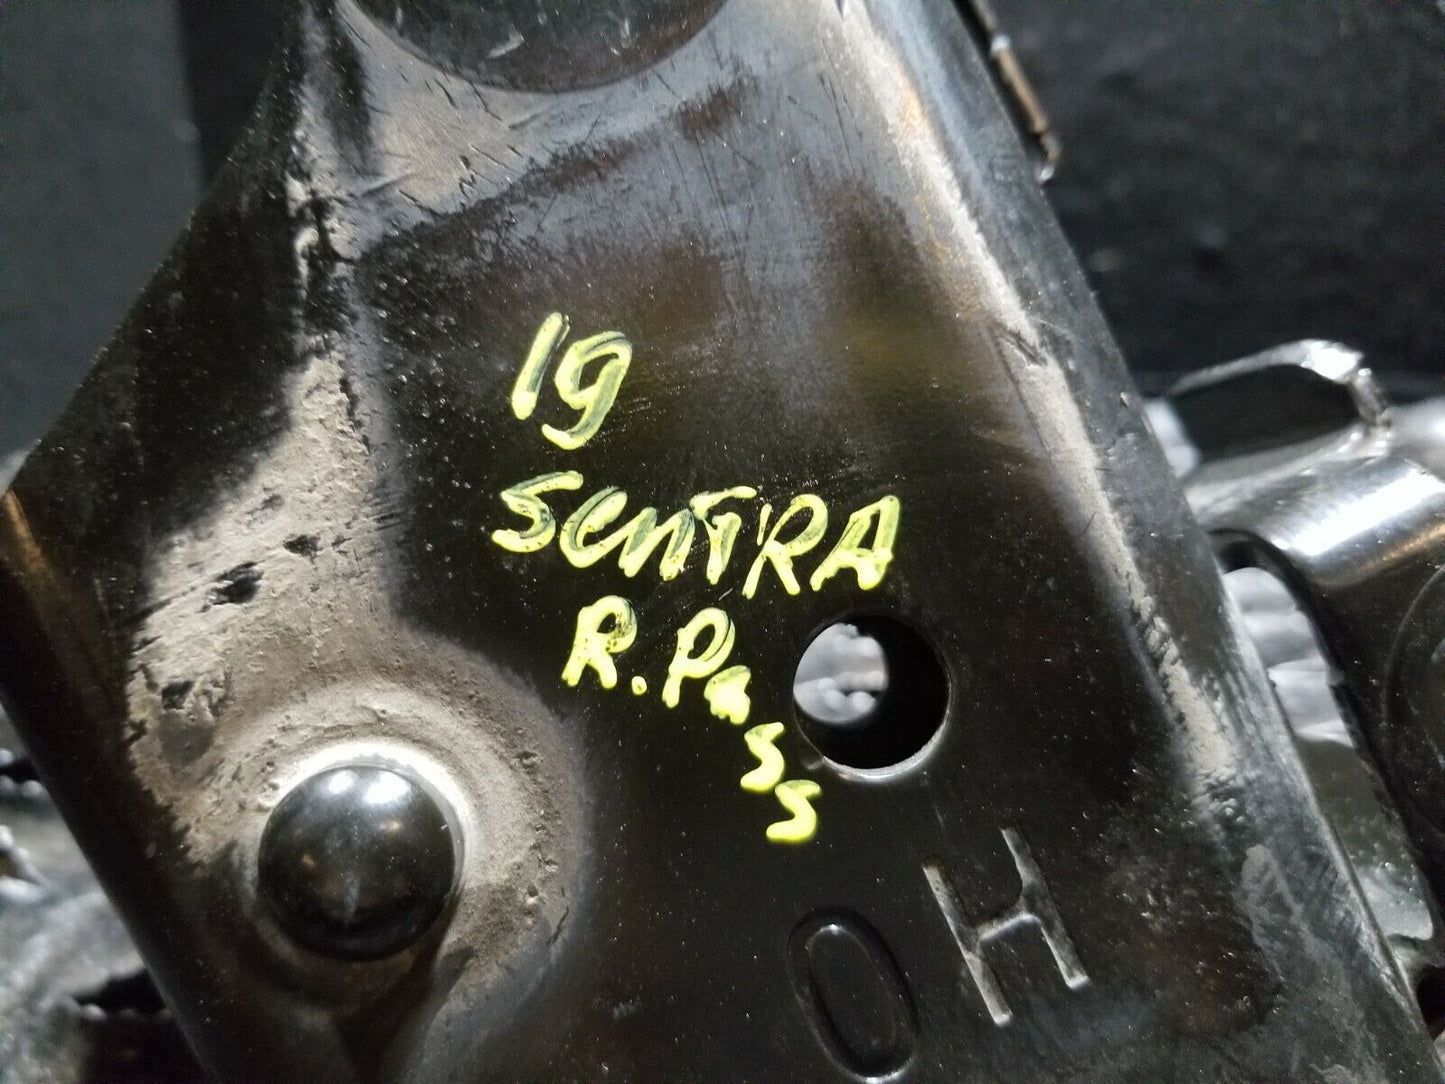 19
SENTRA
R. Pass
OH